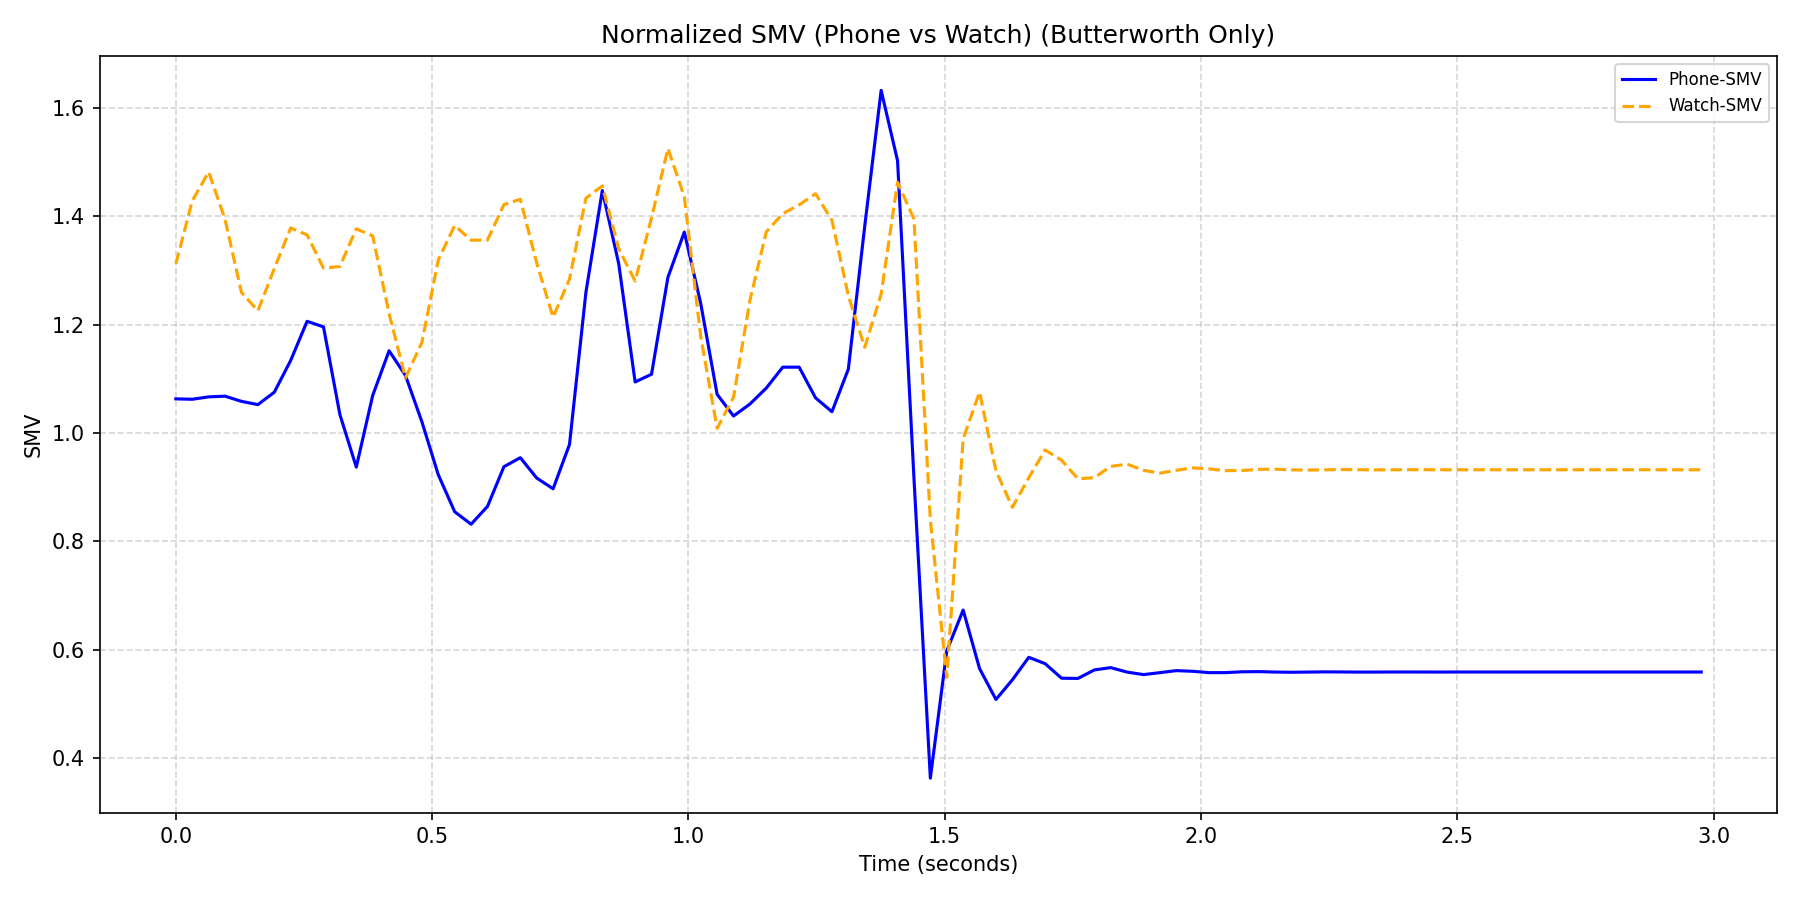 Normalized SMV (Phone vs Watch) (Butterworth Only)
Phone-SMV
Watch-SMV
1.6
1.4
1.2
1.0
0.8
0.6
0.4
SMV
0.0
0.5
1.0
1.5
2.0
2.5
3.0
Time (seconds)